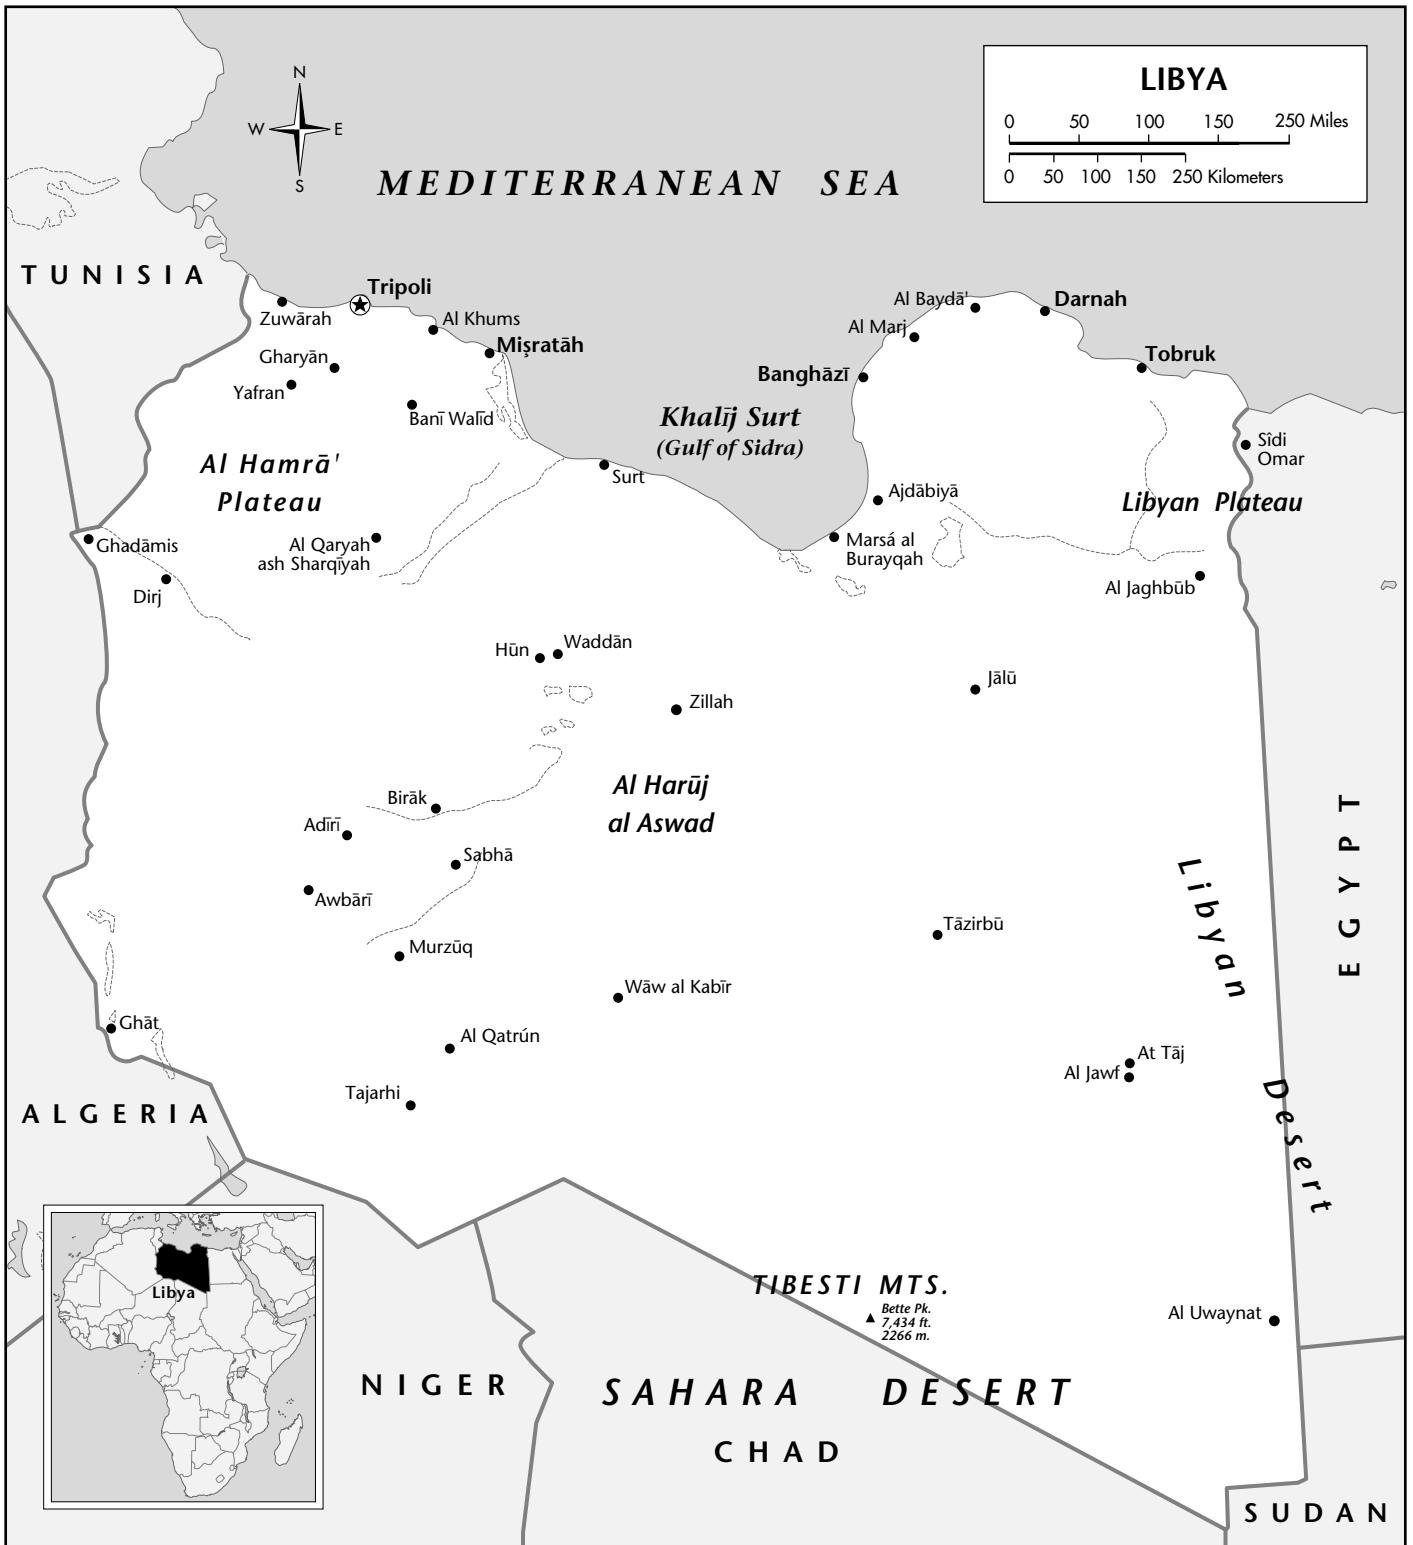 LIBYA
0 50 100 150 250 Miles
0 50 100 150 250 Kilometers
N
W E
S
MEDITERRANEAN SEA
TUNISIA
Tripoli
Zuwārah
Al Khums
Mişratāh
Gharyān
Yafran
Banī Walīd
Al Baydā'
Darnah
Al Marj
Tobruk
Banghāzī
Khalīj Surt
(Gulf of Sidra)
Sîdi
Omar
Al Hamrā'
Plateau
Surt
Ajdābiyā
Libyan Plateau
Ghadāmis
Al Qaryah
ash Sharqīyah
Marsá al
Burayqah
Dirj
Al Jaghbūb
Hūn
Waddān
Jālū
Zillah
Al Harūj
al Aswad
Birāk
Adīrī
Sabhā
Awbārī
EGYPT
Libyan
Desert
Tāzirbū
Murzūq
Wāw al Kabīr
Ghāt
Al Qatrún
At Tāj
Al Jawf
Tajarhi
ALGERIA
Libya
TIBESTI MTS.
Bette Pk.
7,434 ft.
2266 m.
Al Uwaynat
NIGER
SAHARA DESERT
CHAD
SUDAN